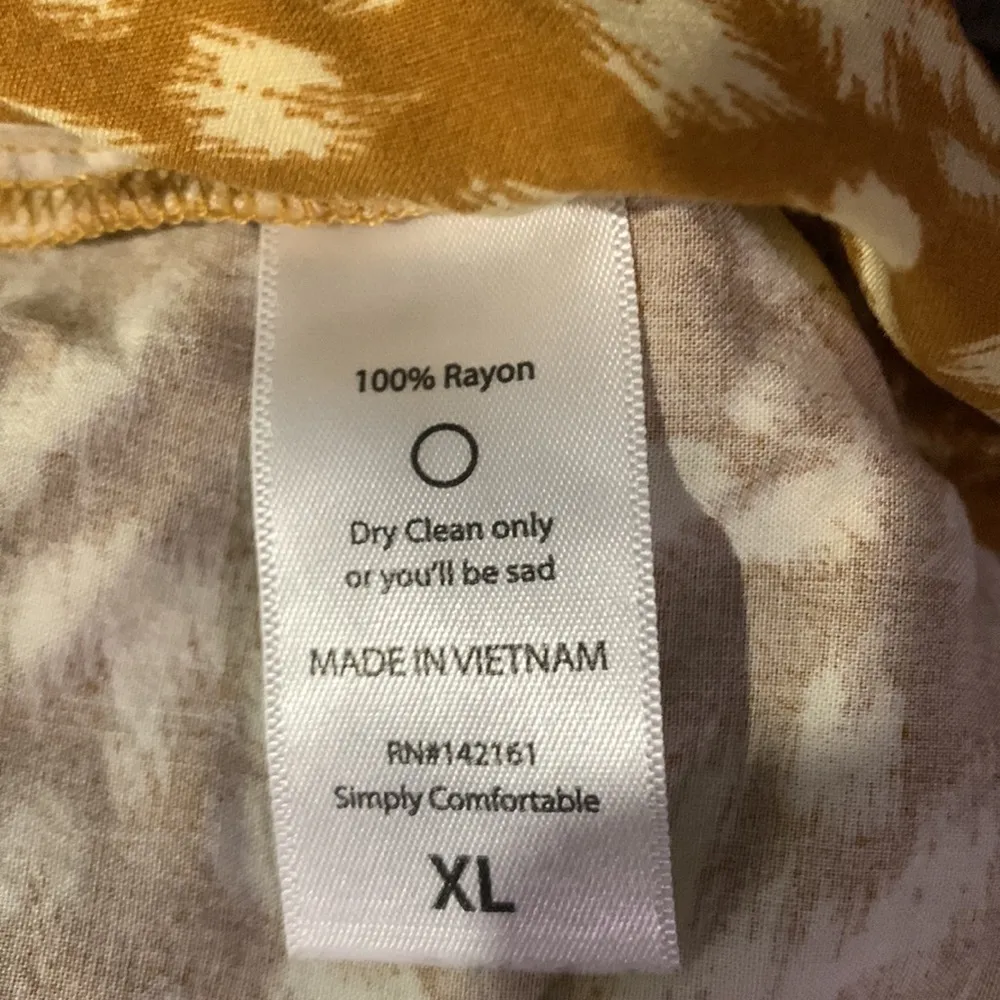 100% Rayon
Dry Clean only
or you'll be sad
MADE IN VIETNAM
RN#142161
Simply Comfortable
XL